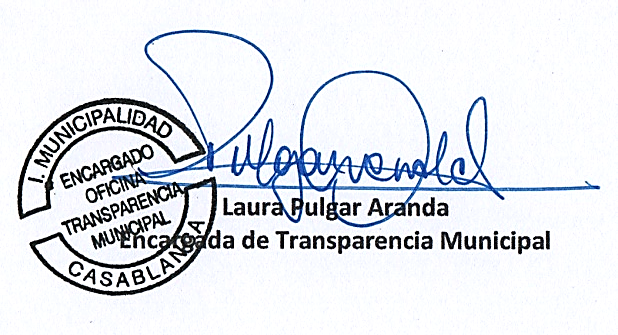 I. MUNICIPALIDAD
ENCARGADO
OFICINA
TRANSPARENCIA
MUNICIPAL
CASABLANCA
Laura Pulgar Aranda
Encargada de Transparencia Municipal